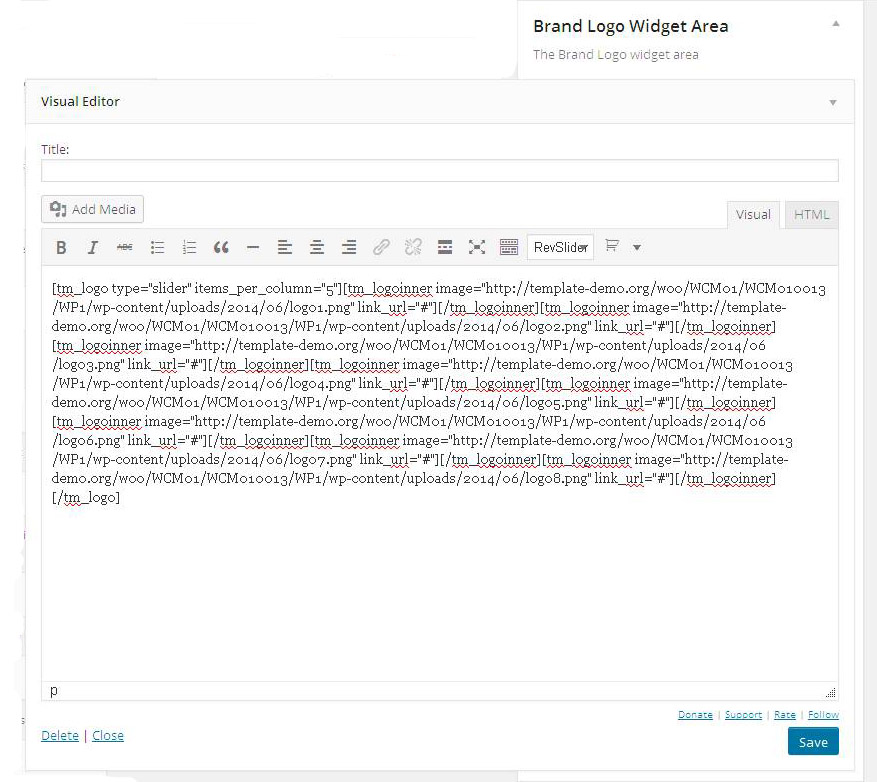 Brand Logo Widget Area
The Brand Logo widget area
Visual Editor
Title:
Add Media
Visual
HTML
B I ABC RevSlider
[tm_logo type="slider" items_per_column="5"][tm_logoinner image="http://template-demo.org/woo/WCM01/WCM010013
/WP1/wp-content/uploads/2014/06/logo1.png" link_url="#"][/tm_logoinner][tm_logoinner image="http://template-
demo.org/woo/WCM01/WCM010013/WP1/wp-content/uploads/2014/06/logo2.png" link_url="#"][/tm_logoinner]
[tm_logoinner image="http://template-demo.org/woo/WCM01/WCM010013/WP1/wp-content/uploads/2014/06
/logo3.png" link_url="#"][/tm_logoinner][tm_logoinner image="http://template-demo.org/woo/WCM01/WCM010013
/WP1/wp-content/uploads/2014/06/logo4.png" link_url="#"][/tm_logoinner][tm_logoinner image="http://template-
demo.org/woo/WCM01/WCM010013/WP1/wp-content/uploads/2014/06/logo5.png" link_url="#"][/tm_logoinner]
[tm_logoinner image="http://template-demo.org/woo/WCM01/WCM010013/WP1/wp-content/uploads/2014/06
/logo6.png" link_url="#"][/tm_logoinner][tm_logoinner image="http://template-demo.org/woo/WCM01/WCM010013
/WP1/wp-content/uploads/2014/06/logo7.png" link_url="#"][/tm_logoinner][tm_logoinner image="http://template-
demo.org/woo/WCM01/WCM010013/WP1/wp-content/uploads/2014/06/logo8.png" link_url="#"][/tm_logoinner]
[/tm_logo]
p
Donate | Support | Rate | Follow
Delete | Close
Save